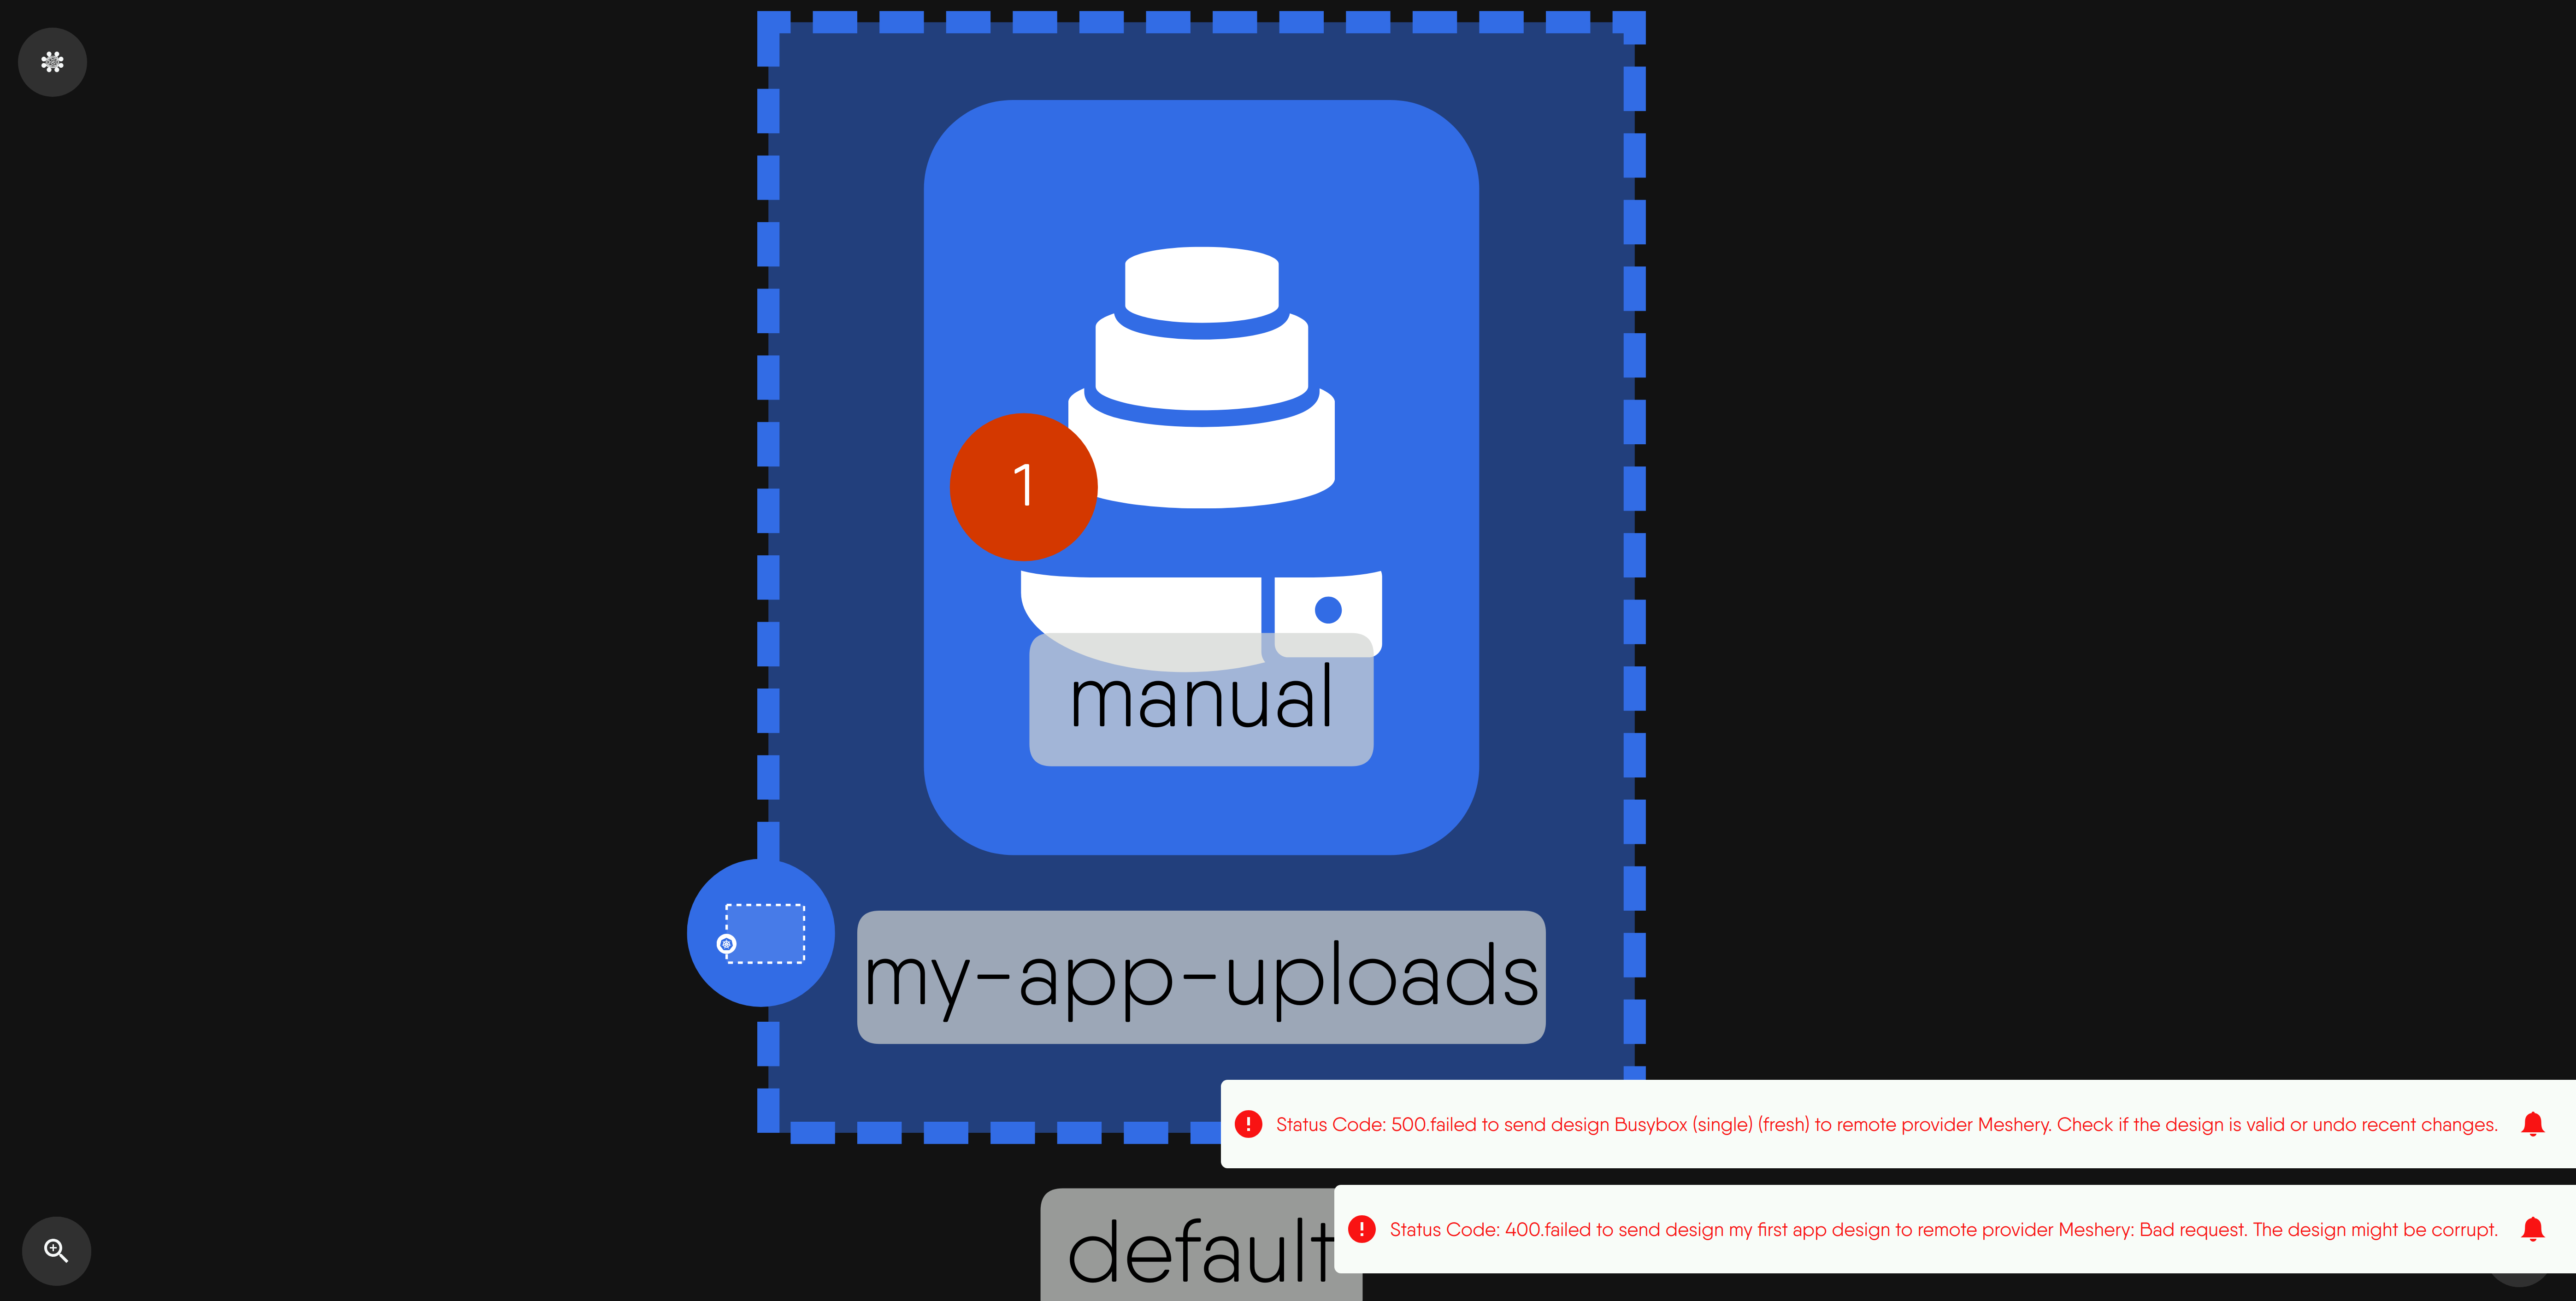 1
manual
my-app-uploads
Status Code: 500.failed to send design Busybox (single) (fresh) to remote provider Meshery. Check if the design is valid or undo recent changes.
default
Status Code: 400.failed to send design my first app design to remote provider Meshery: Bad request. The design might be corrupt.